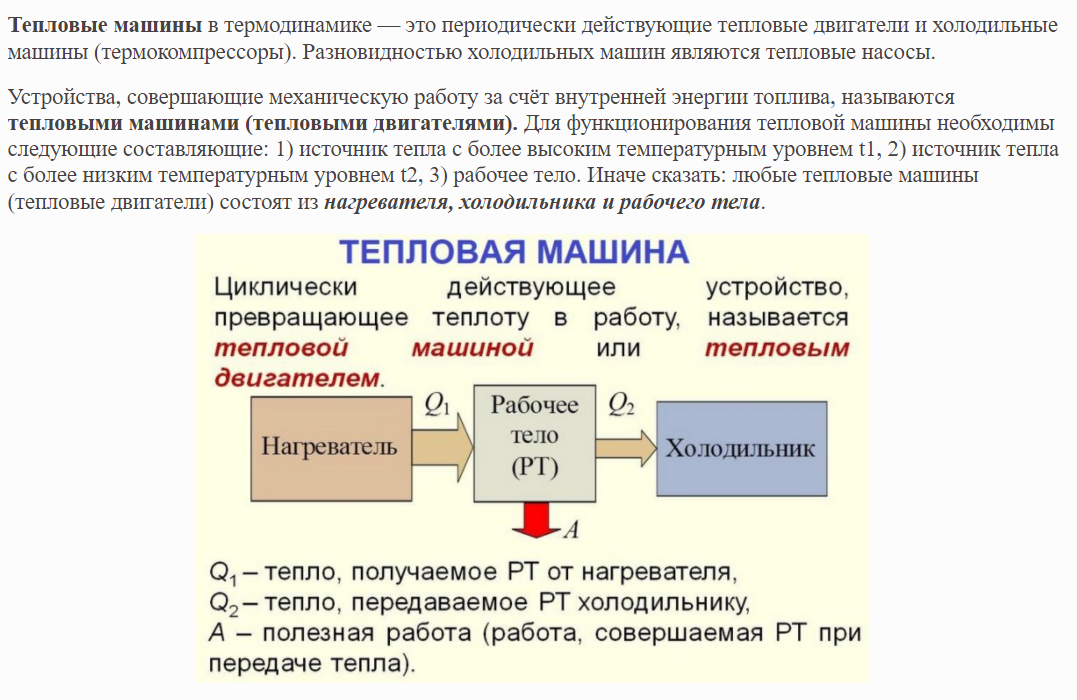 Тепловые машины в термодинамике — это периодически действующие тепловые двигатели и холодильные
машины (термокомпрессоры). Разновидностью холодильных машин являются тепловые насосы.
Устройства, совершающие механическую работу за счёт внутренней энергии топлива, называются
тепловыми машинами (тепловыми двигателями). Для функционирования тепловой машины необходимы
следующие составляющие: 1) источник тепла с более высоким температурным уровнем t1, 2) источник тепла
с более низким температурным уровнем t2, 3) рабочее тело. Иначе сказать: любые тепловые машины
(тепловые двигатели) состоят из нагревателя, холодильника и рабочего тела.
ТЕПЛОВАЯ МАШИНА
Циклически действующее устройство,
превращающее теплоту в работу, называется
тепловой машиной или тепловым
двигателем.
Нагреватель
Q₁
Рабочее
тело
(РТ)
Q₂
Холодильник
A
Q₁ – тепло, получаемое РТ от нагревателя,
Q₂ – тепло, передаваемое РТ холодильнику,
A – полезная работа (работа, совершаемая РТ при
передаче тепла).